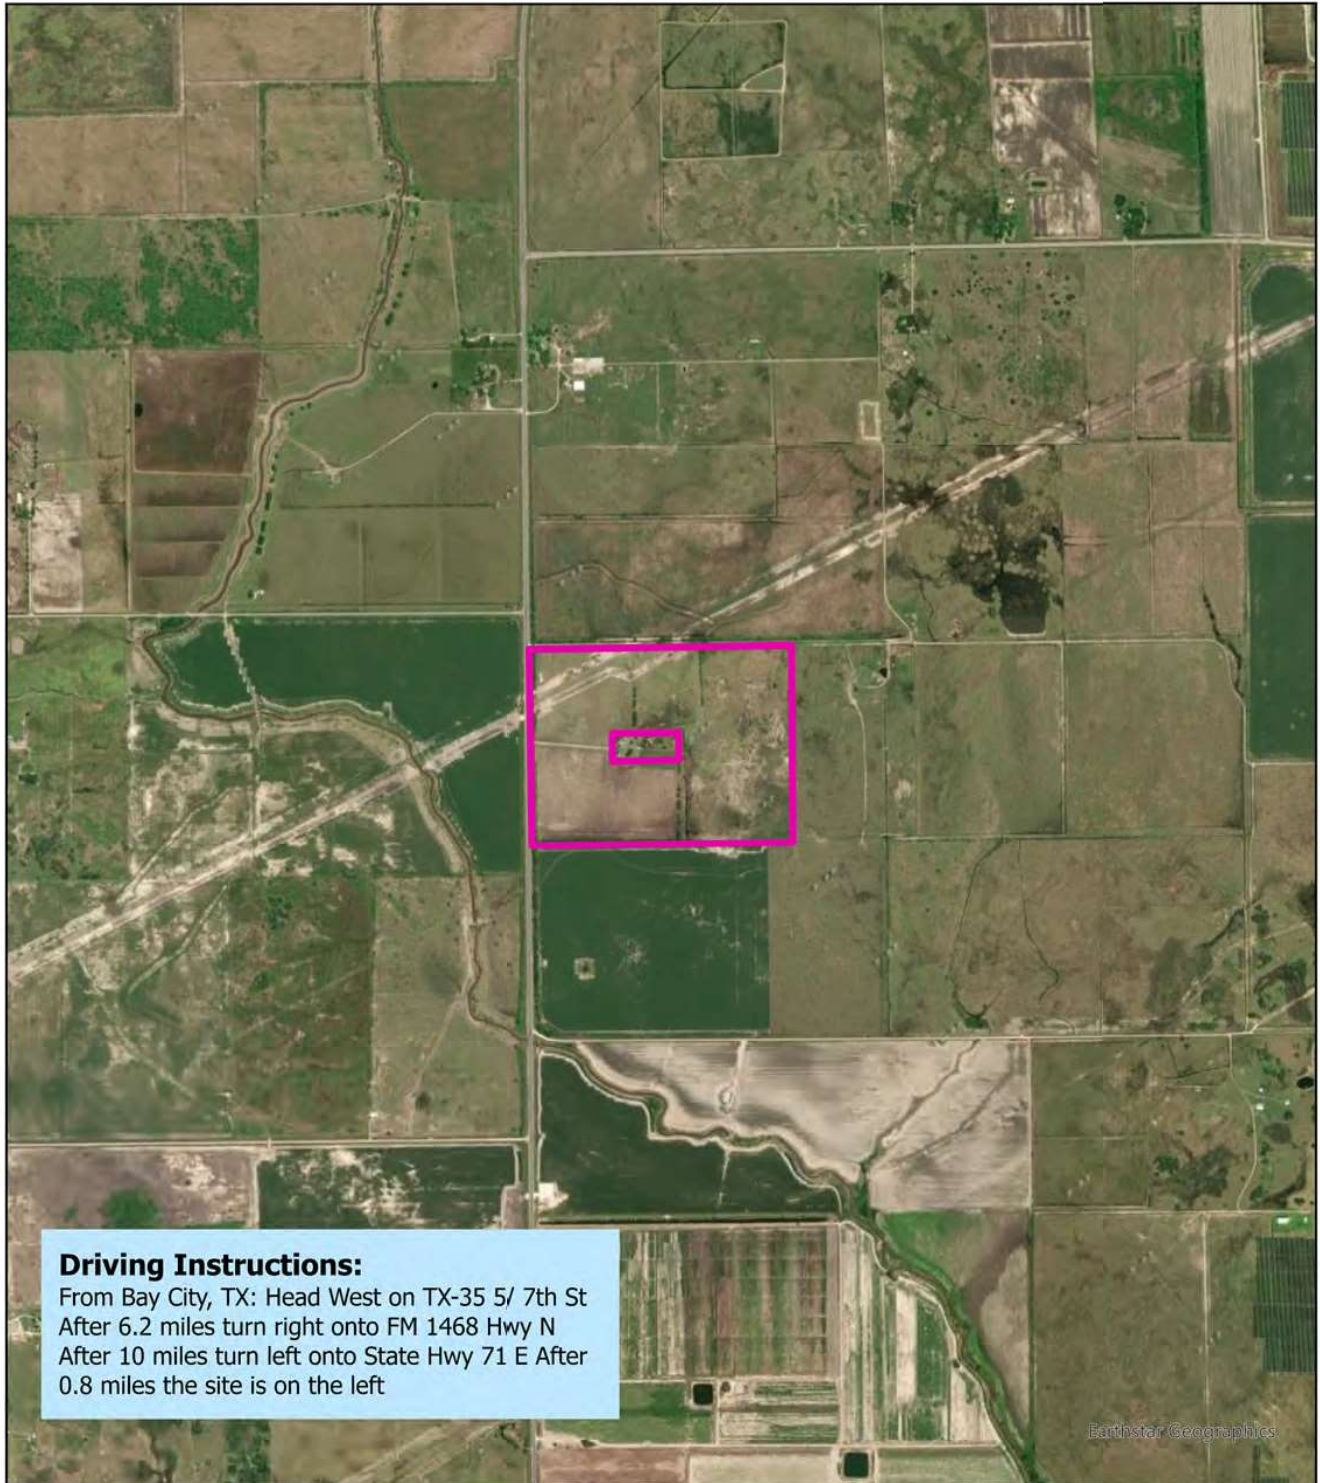 Driving Instructions:
From Bay City, TX: Head West on TX-35 5/ 7th St
After 6.2 miles turn right onto FM 1468 Hwy N
After 10 miles turn left onto State Hwy 71 E After
0.8 miles the site is on the left
Earthstar Geographics